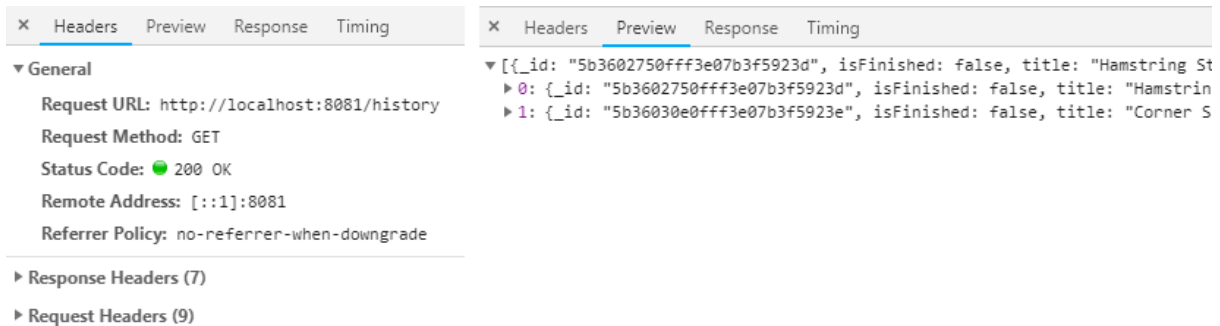 × Headers Preview Response Timing
▼ General
Request URL: http://localhost:8081/history
Request Method: GET
Status Code: 200 OK
Remote Address: [::1]:8081
Referrer Policy: no-referrer-when-downgrade
▶ Response Headers (7)
▶ Request Headers (9)
× Headers Preview Response Timing
▼ [{_id: "5b3602750fff3e07b3f5923d", isFinished: false, title: "Hamstring St
▶ 0: {_id: "5b3602750fff3e07b3f5923d", isFinished: false, title: "Hamstrin
▶ 1: {_id: "5b36030e0fff3e07b3f5923e", isFinished: false, title: "Corner S